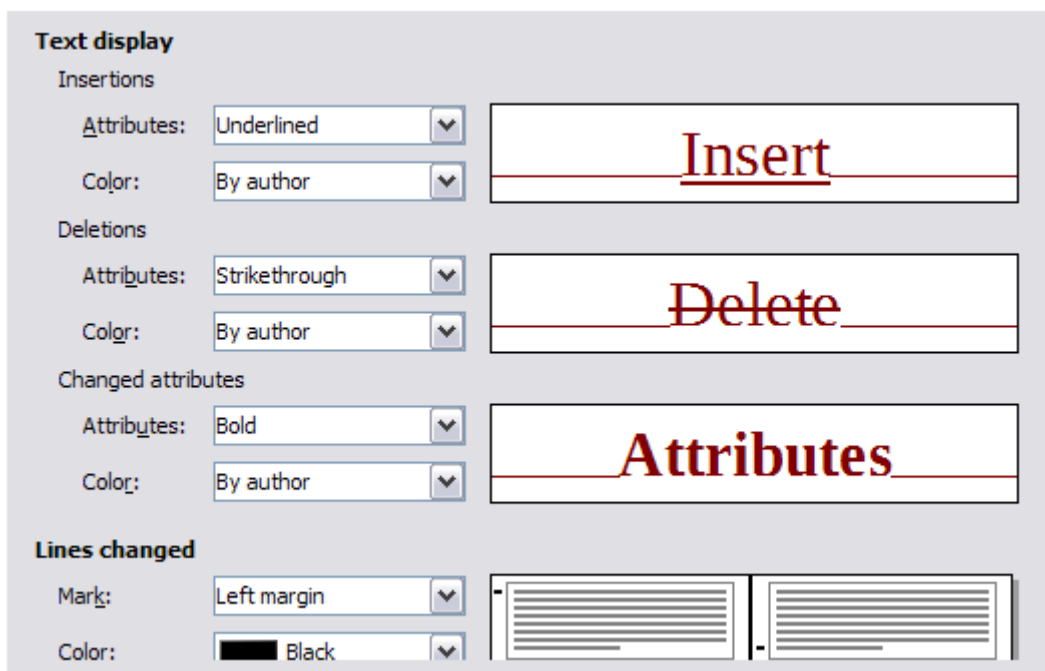 Text display
Insertions
Attributes: Underlined
Insert
Color: By author
Deletions
Attributes: Strikethrough
Delete
Color: By author
Changed attributes
Attributes: Bold
Attributes
Color: By author
Lines changed
Mark: Left margin
Color: Black